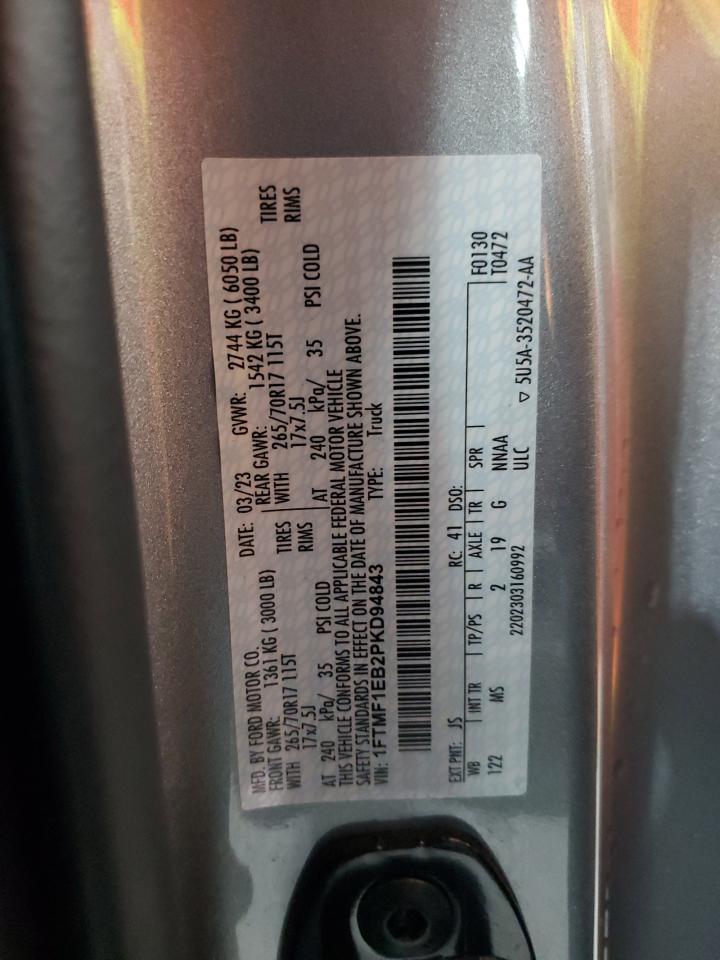 MFD. BY FORD MOTOR CO. DATE: 03/23 GVWR: 2744 KG ( 6050 LB)
FRONT GAWR: 1361 KG ( 3000 LB) REAR GAWR: 1542 KG ( 3400 LB)
WITH 265/70R17 115T TIRES WITH 265/70R17 115T TIRES
17x7.5J RIMS 17x7.5J RIMS
AT 240 kPa/ 35 PSI COLD AT 240 kPa/ 35 PSI COLD
THIS VEHICLE CONFORMS TO ALL APPLICABLE FEDERAL MOTOR VEHICLE
SAFETY STANDARDS IN EFFECT ON THE DATE OF MANUFACTURE SHOWN ABOVE.
VIN: 1FTMF1EB2PKD94843 TYPE: Truck
EXT PNT: JS RC: 41 DSO: F0130
WB INT TR TP/PS R AXLE TR SPR T0472
122 MS 2 19 G NNAA
2202303160992 ULC ▽ 5U5A-3520472-AA